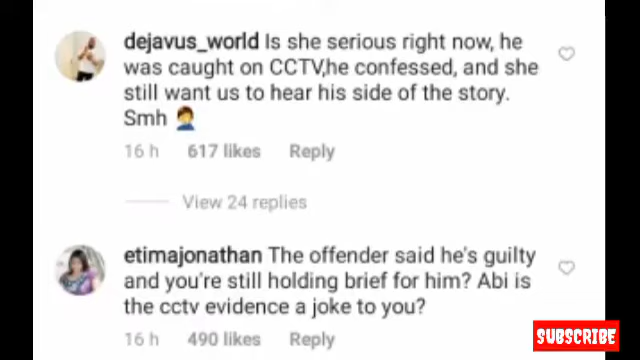 dejavus_world Is she serious right now, he
was caught on CCTV,he confessed, and she
still want us to hear his side of the story.
Smh 🤦
16 h 617 likes Reply
View 24 replies
etimajonathan The offender said he's guilty
and you're still holding brief for him? Abi is
the cctv evidence a joke to you?
16 h 490 likes Reply
SUBSCRIBE